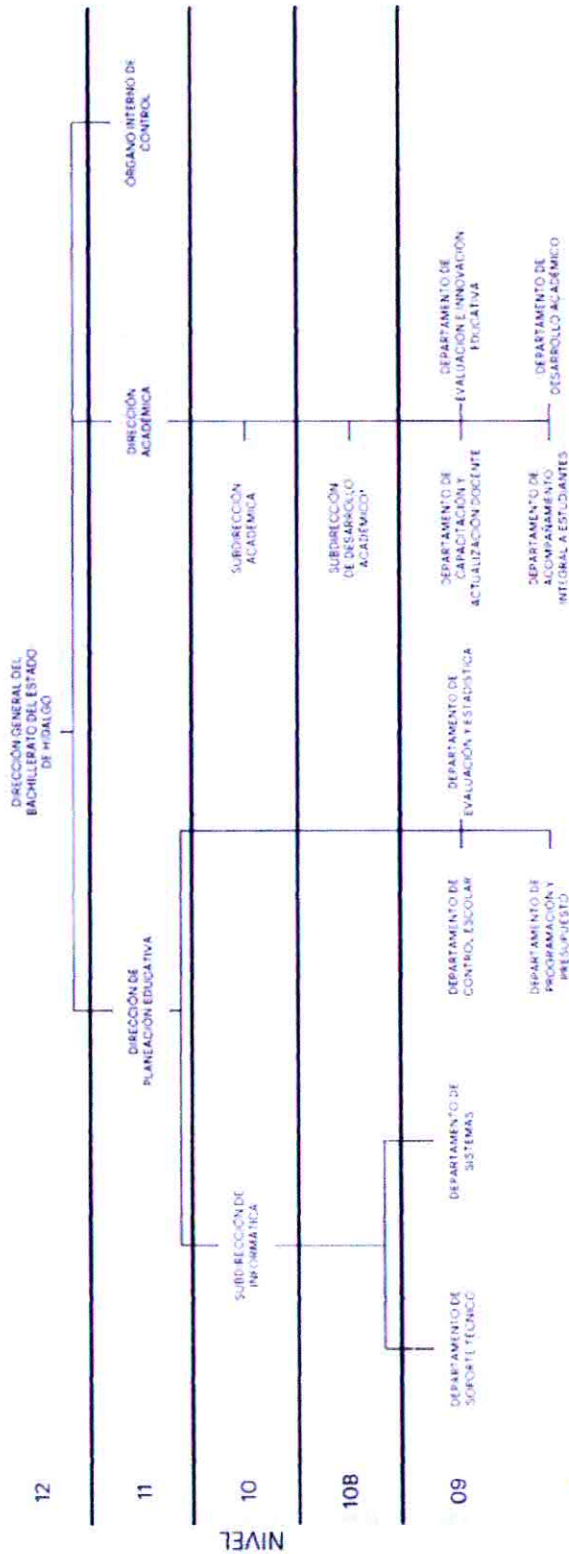 DIRECCIÓN GENERAL DEL
BACHILLERATO DEL ESTADO
DE HIDALGO
12
ÓRGANO INTERNO DE
CONTROL
DIRECCIÓN
ACADÉMICA
DIRECCIÓN DE
PLANEACIÓN EDUCATIVA
11
SUBDIRECCIÓN
ACADÉMICA
SUBDIRECCIÓN DE
INFORMÁTICA
10
NIVEL
SUBDIRECCIÓN
DE DESARROLLO
ACADÉMICO*
10B
DEPARTAMENTO DE
EVALUACIÓN E INNOVACIÓN
EDUCATIVA
DEPARTAMENTO DE
CAPACITACIÓN Y
ACTUALIZACIÓN DOCENTE
DEPARTAMENTO DE
EVALUACIÓN Y ESTADÍSTICA
DEPARTAMENTO DE
CONTROL ESCOLAR
DEPARTAMENTO DE
SISTEMAS
DEPARTAMENTO DE
SOPORTE TÉCNICO
09
DEPARTAMENTO DE
DESARROLLO ACADÉMICO
DEPARTAMENTO DE
ACOMPAÑAMIENTO
INTEGRAL A ESTUDIANTES
DEPARTAMENTO DE
PROGRAMACIÓN Y
PRESUPUESTO